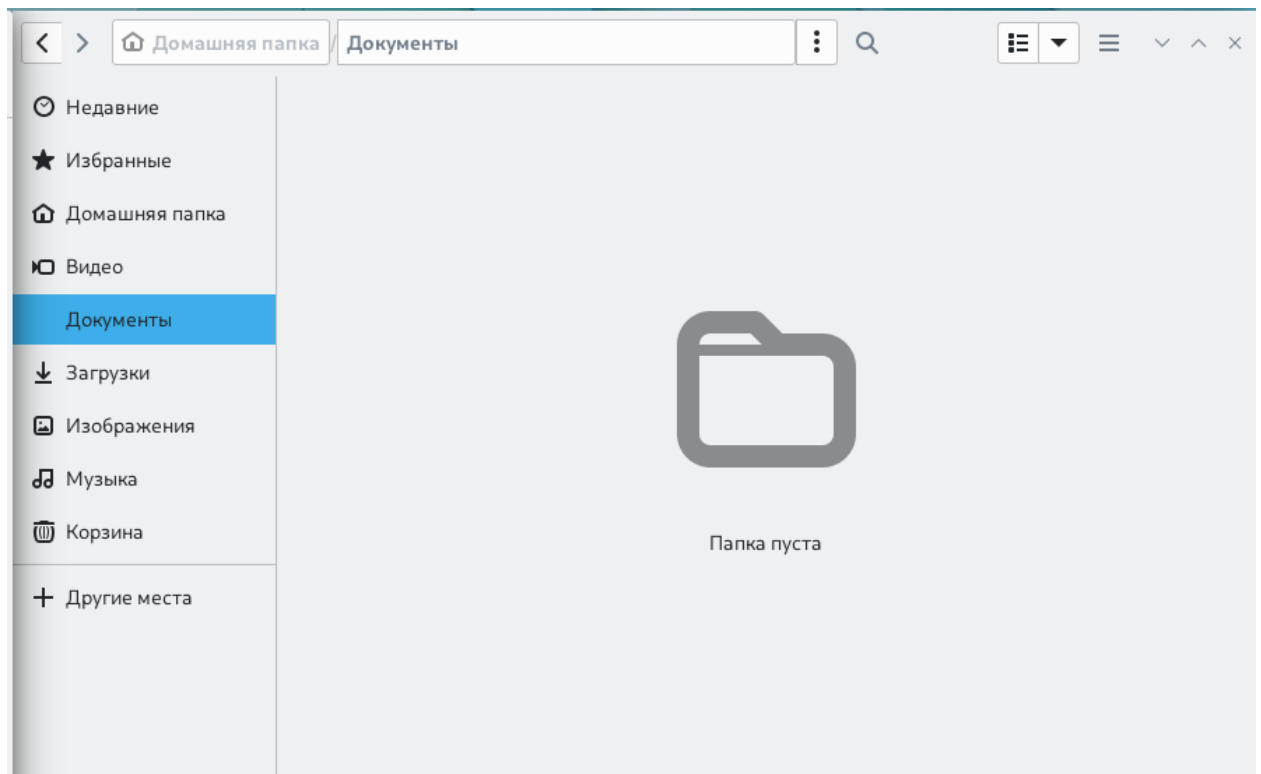 Домашняя папка / Документы
Недавние
Избранные
Домашняя папка
Видео
Документы
Загрузки
Изображения
Музыка
Корзина
Другие места
Папка пуста